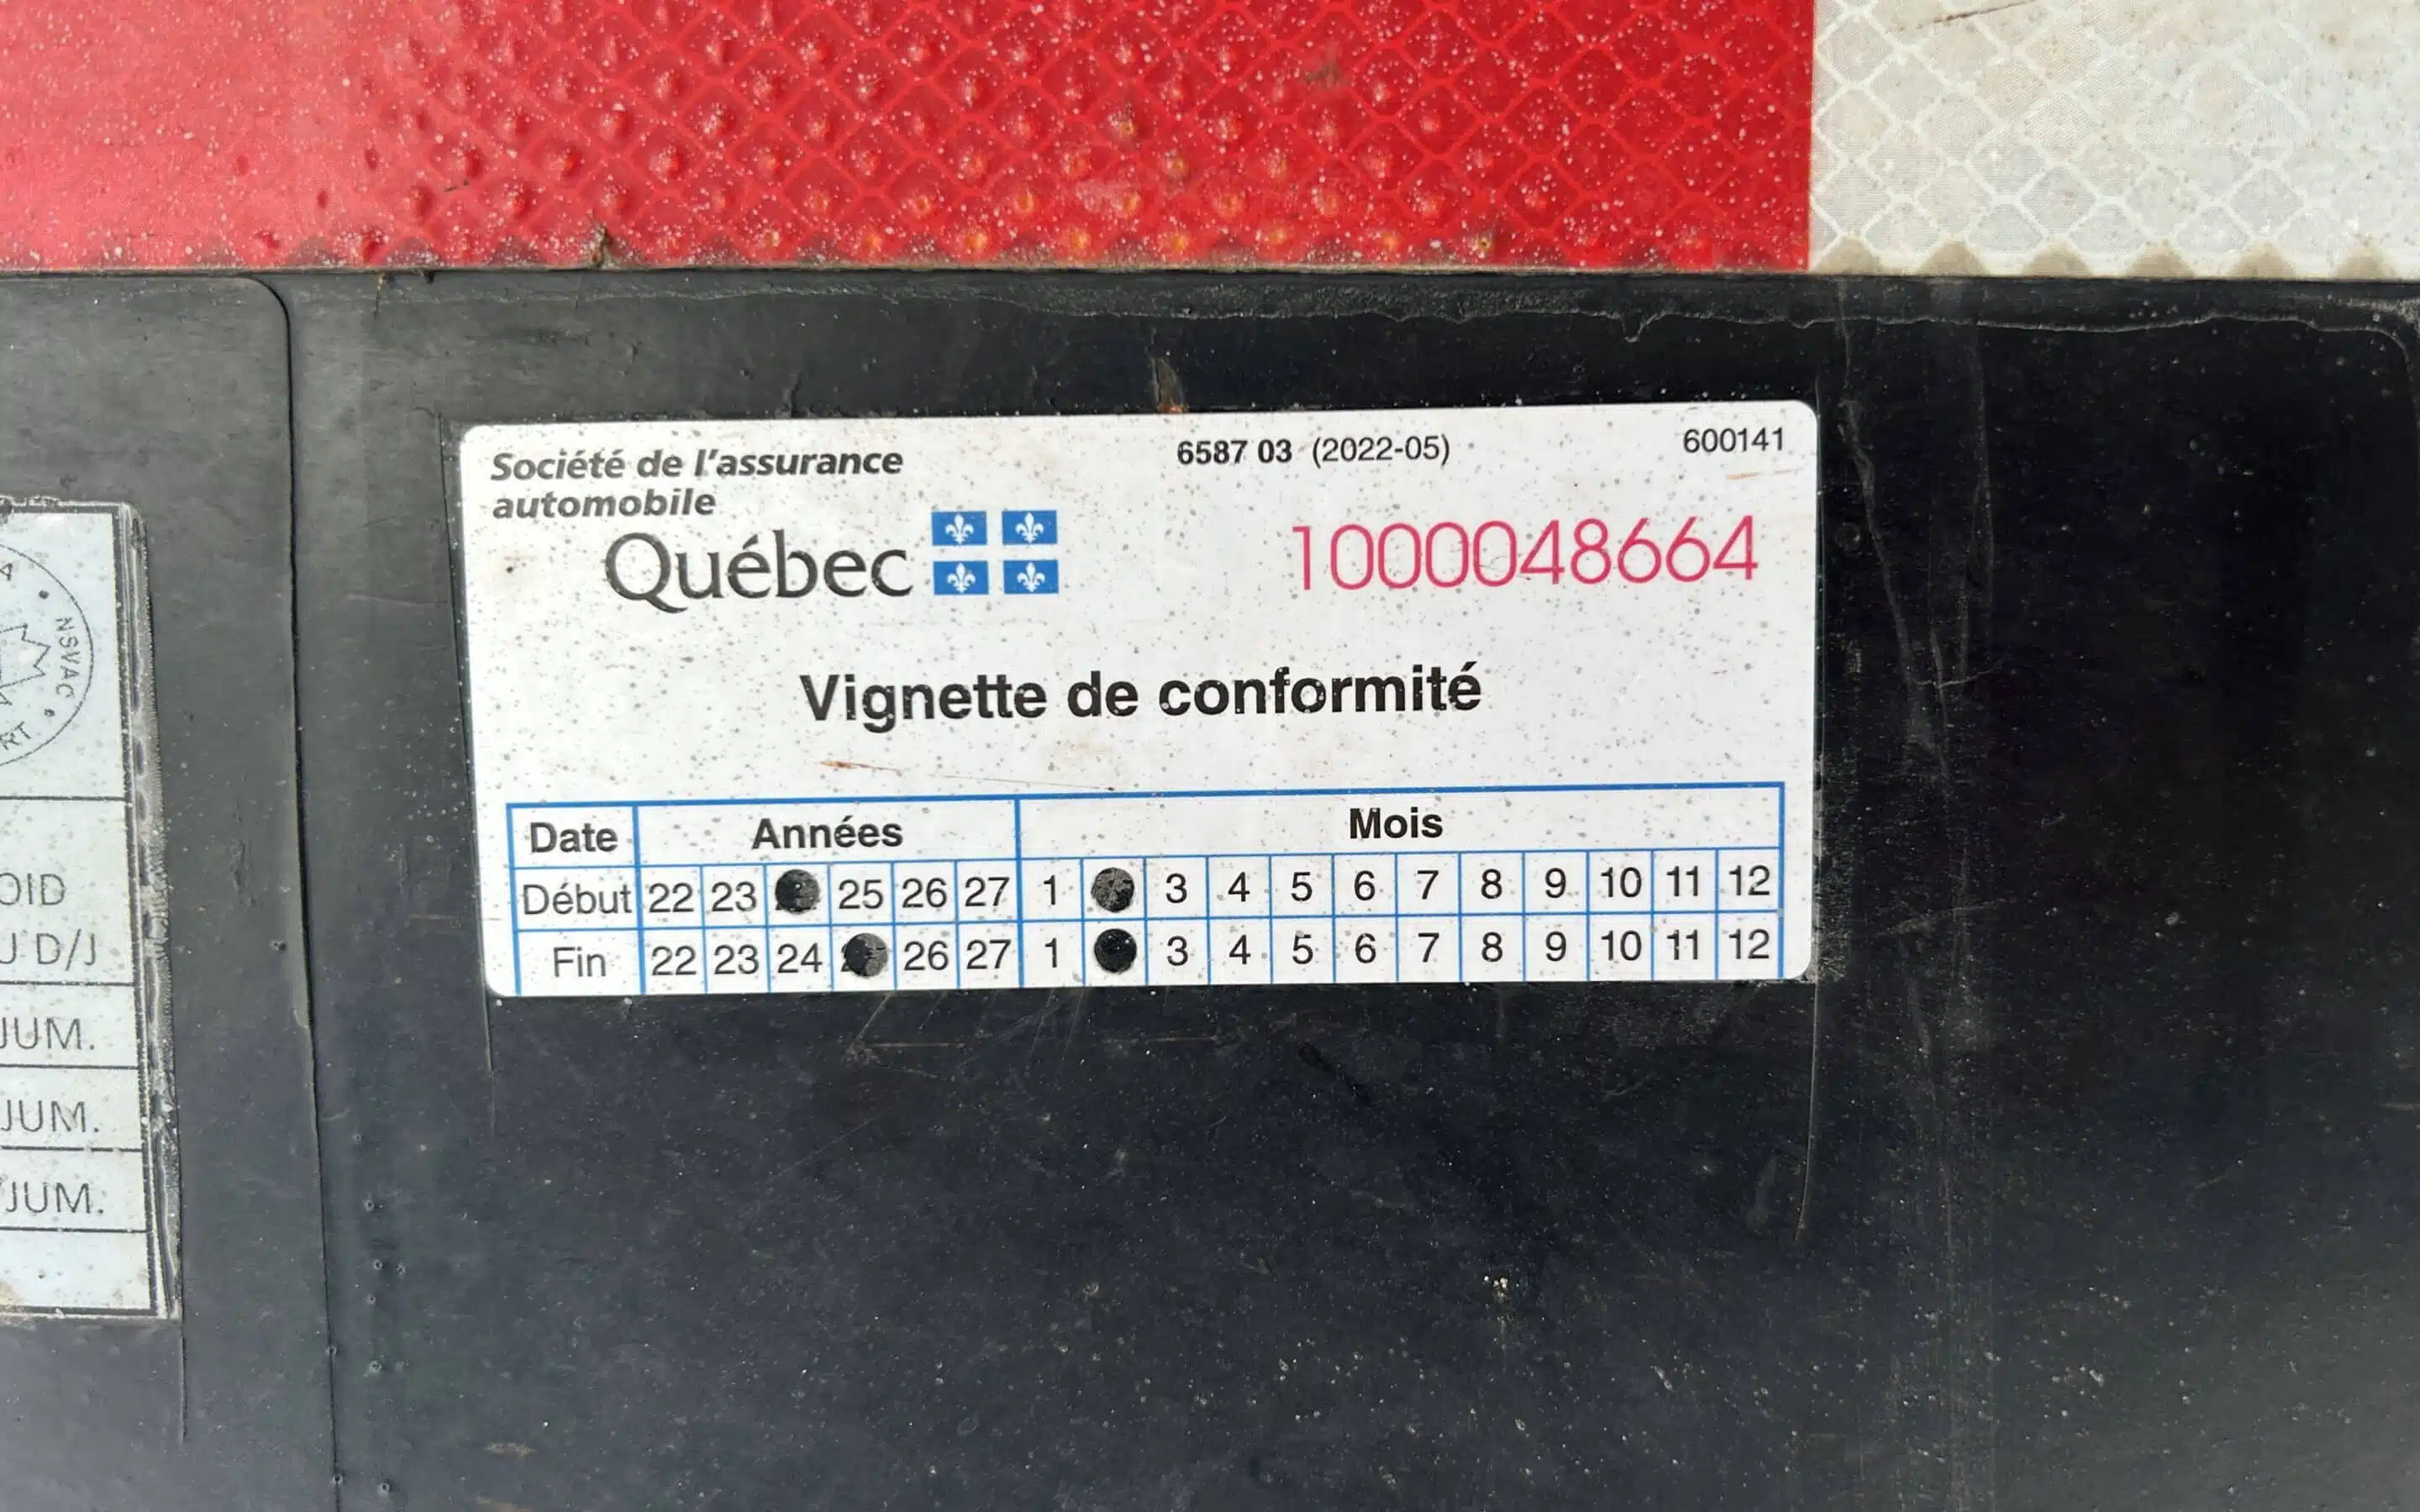 Société de l'assurance
automobile
Québec
6587 03 (2022-05)
600141
1000048664
Vignette de conformité
Date Années Mois
Début 22 23 25 26 27 1 3 4 5 6 7 8 9 10 11 12
Fin 22 23 24 26 27 1 3 4 5 6 7 8 9 10 11 12
NSVAC
RT
OID
J D/J
JUM.
JUM.
JUM.